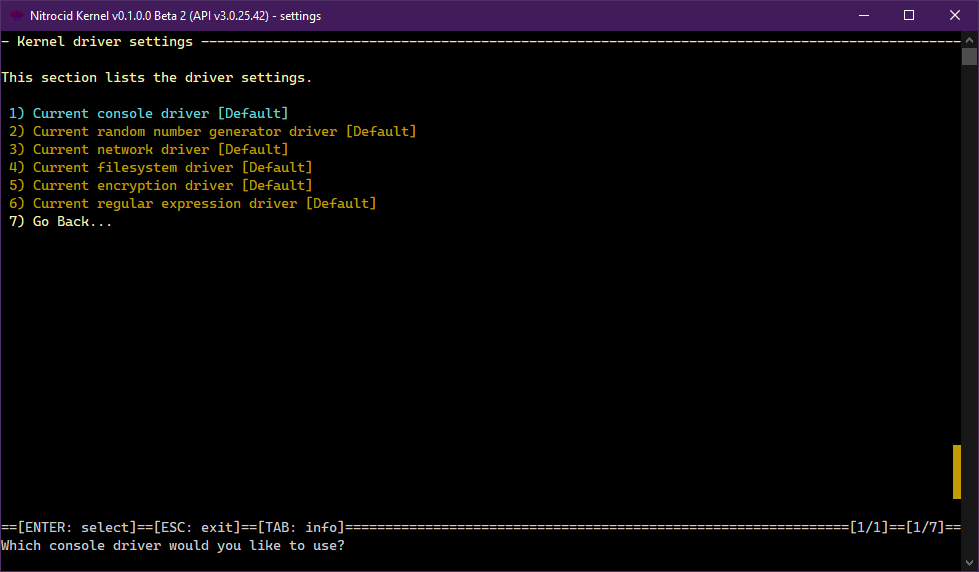 Nitrocid Kernel v0.1.0.0 Beta 2 (API v3.0.25.42) - settings
- Kernel driver settings -----------------------------------------------------------------------------------------------
This section lists the driver settings.
1) Current console driver [Default]
2) Current random number generator driver [Default]
3) Current network driver [Default]
4) Current filesystem driver [Default]
5) Current encryption driver [Default]
6) Current regular expression driver [Default]
7) Go Back...
==[ENTER: select]==[ESC: exit]==[TAB: info]===============================================================[1/1]==[1/7]==
Which console driver would you like to use?